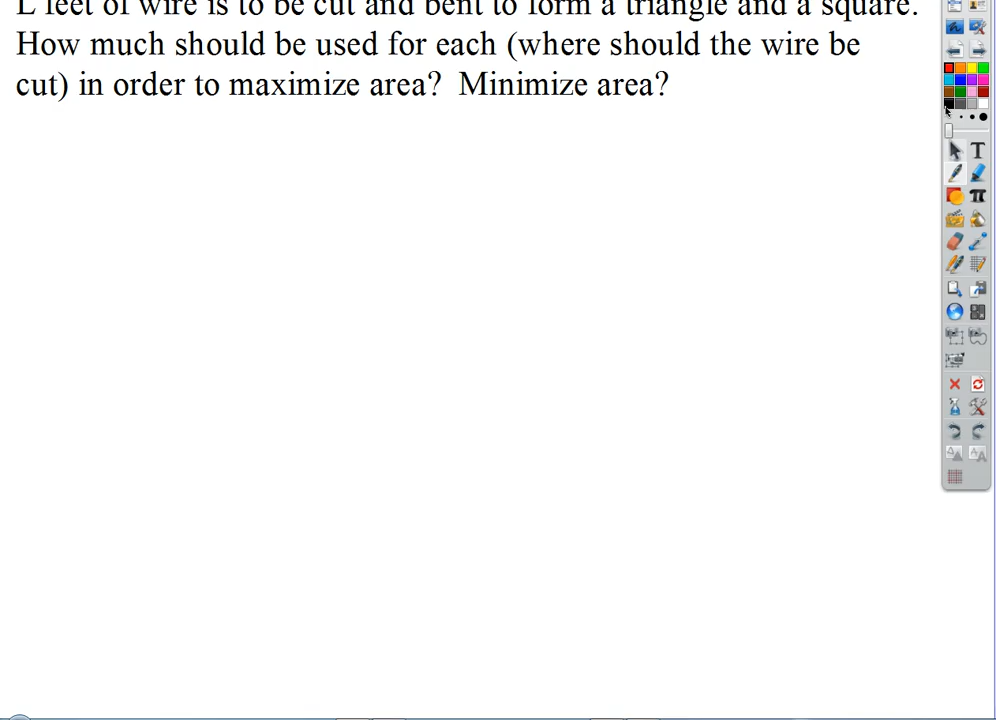 L feet of wire is to be cut and bent to form a triangle and a square.
How much should be used for each (where should the wire be
cut) in order to maximize area? Minimize area?